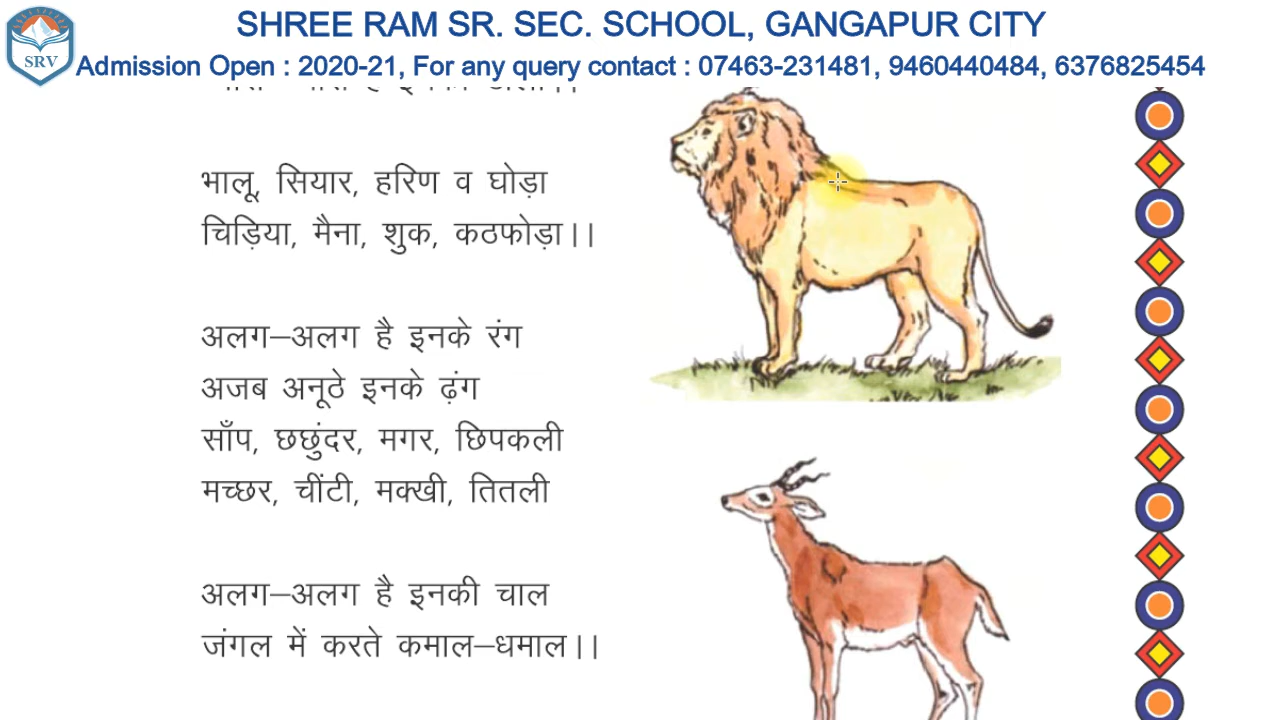 SHREE RAM SR. SEC. SCHOOL, GANGAPUR CITY
SRV
Admission Open : 2020-21, For any query contact : 07463-231481, 9460440484, 6376825454
भालू, सियार, हरिण व घोड़ा
चिड़िया, मैना, शुक, कठफोड़ा।।
अलग–अलग है इनके रंग
अजब अनूठे इनके ढ़ंग
साँप, छछुंदर, मगर, छिपकली
मच्छर, चींटी, मक्खी, तितली
अलग–अलग है इनकी चाल
जंगल में करते कमाल–धमाल।।